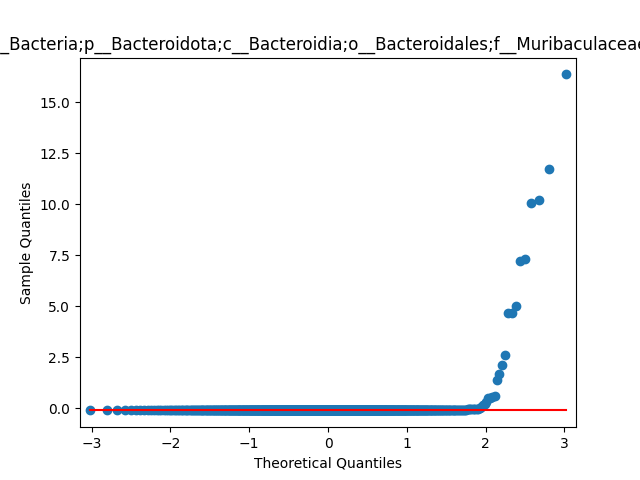 __Bacteria;p__Bacteroidota;c__Bacteroidia;o__Bacteroidales;f__Muribaculaceae
15.0
12.5
10.0
7.5
5.0
2.5
0.0
Sample Quantiles
−3 −2 −1 0 1 2 3
Theoretical Quantiles